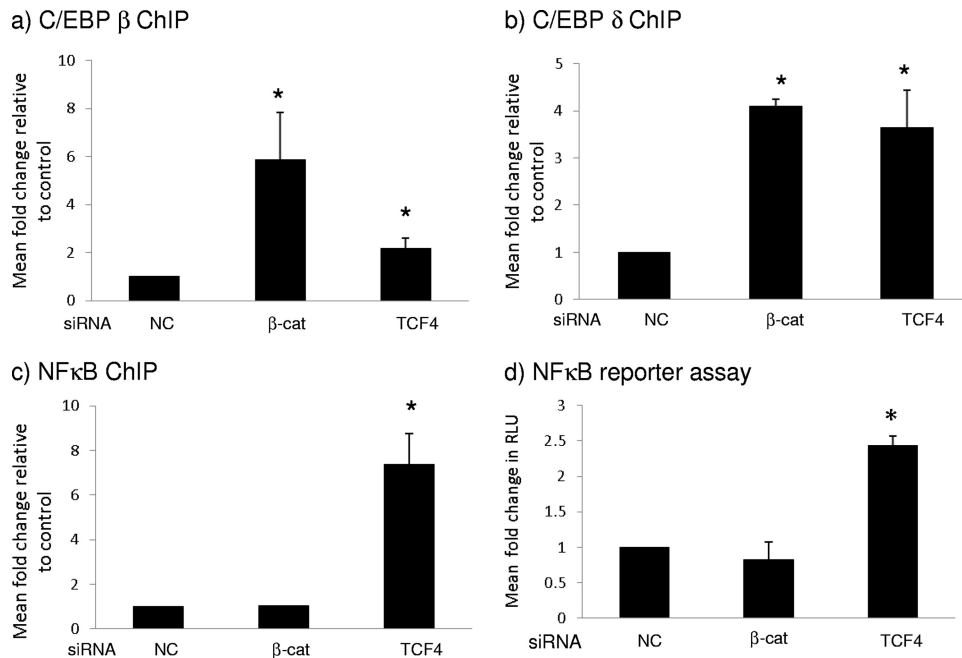 a) C/EBP β ChIP
Mean fold change relative
to control
10
8
6
4
2
0
*
*
siRNA NC β-cat TCF4
b) C/EBP δ ChIP
Mean fold change relative
to control
5
4
3
2
1
0
*
*
siRNA NC β-cat TCF4
c) NFκB ChIP
Mean fold change relative
to control
10
8
6
4
2
0
*
siRNA NC β-cat TCF4
d) NFκB reporter assay
Mean fold change in RLU
3
2.5
2
1.5
1
0.5
0
*
siRNA NC β-cat TCF4